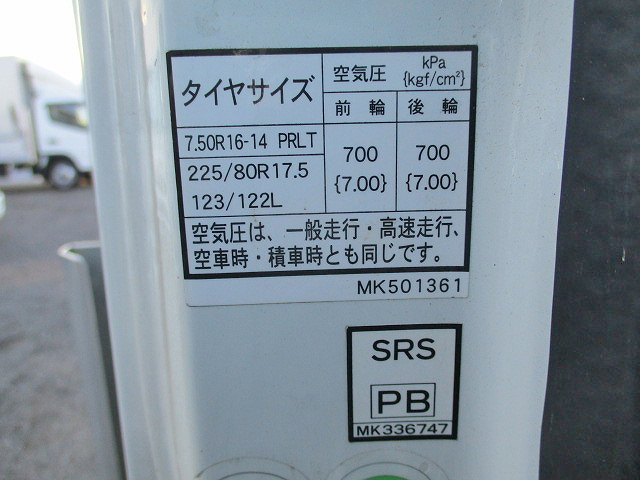 タイヤサイズ 空気圧 kPa
{kgf/cm²}
前輪 後輪
7.50R16-14 PRLT
225/80R17.5
123/122L
700 700
{7.00} {7.00}
空気圧は、一般走行・高速走行、
空車時・積車時とも同じです。
MK501361
SRS
PB
MK336747